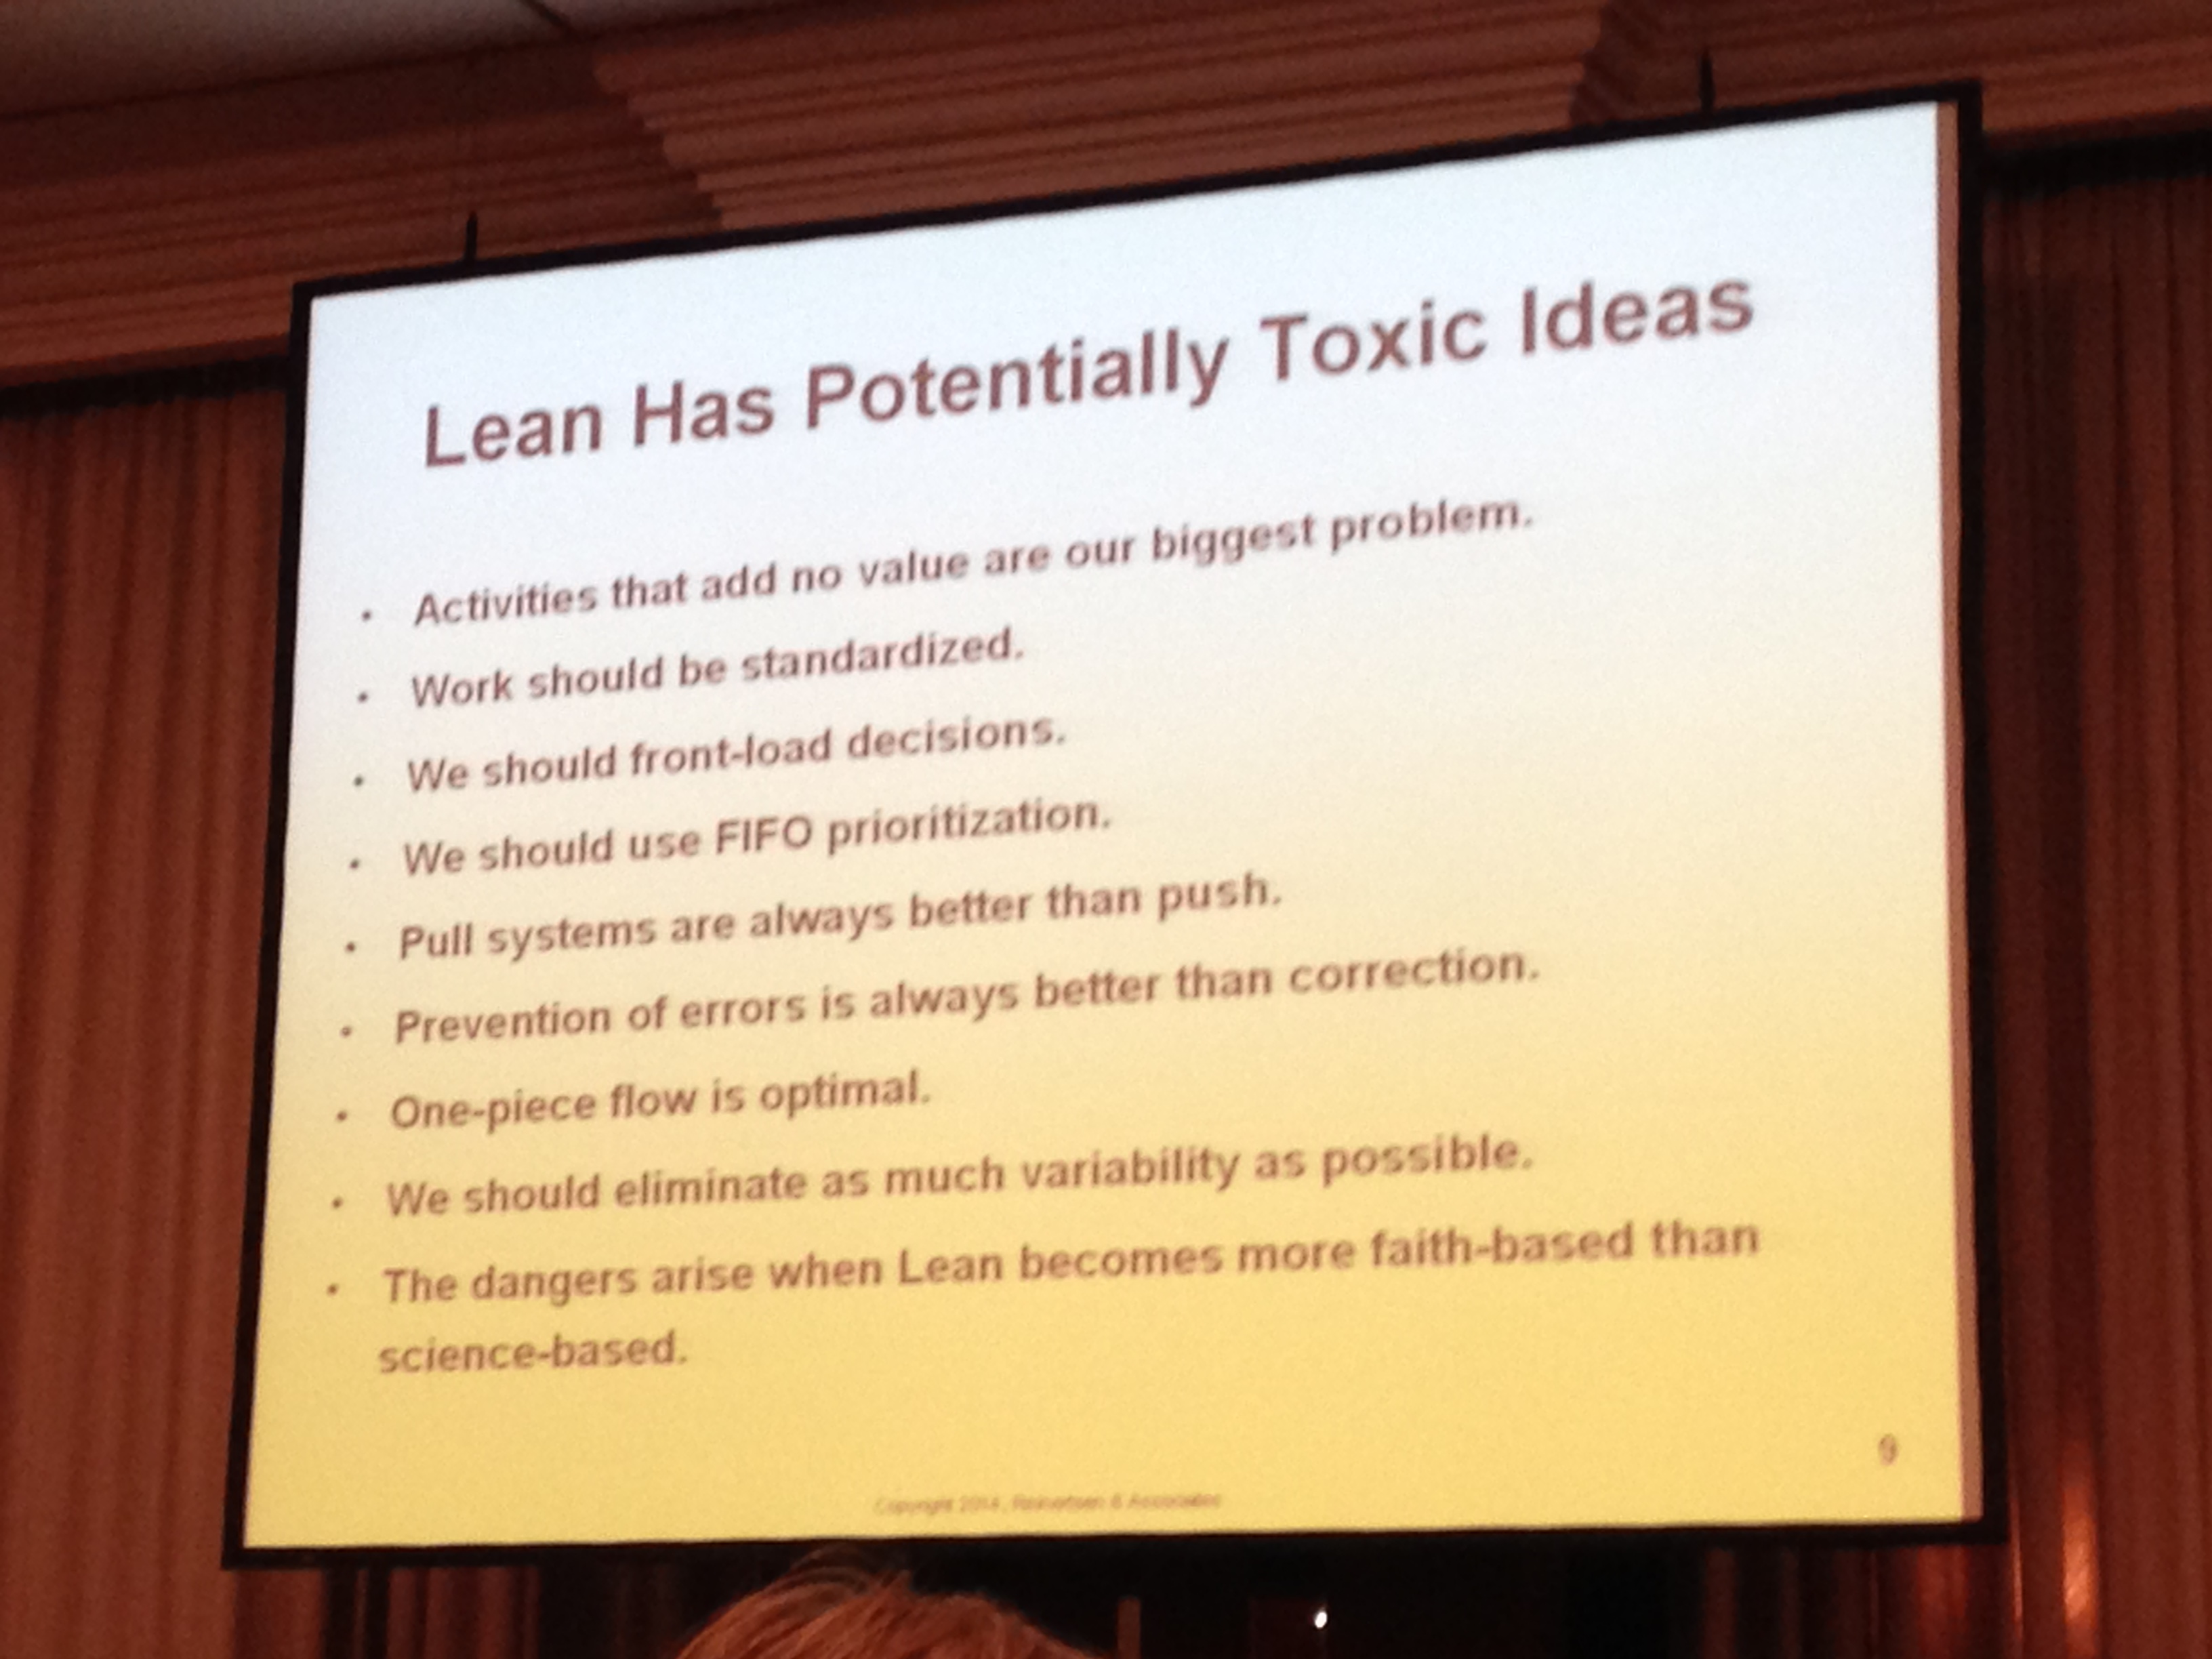 Lean Has Potentially Toxic Ideas
• Activities that add no value are our biggest problem.
• Work should be standardized.
• We should front-load decisions.
• We should use FIFO prioritization.
• Pull systems are always better than push.
• Prevention of errors is always better than correction.
• One-piece flow is optimal.
• We should eliminate as much variability as possible.
• The dangers arise when Lean becomes more faith-based than
science-based.
9
Copyright 2014, Reinertsen & Associates